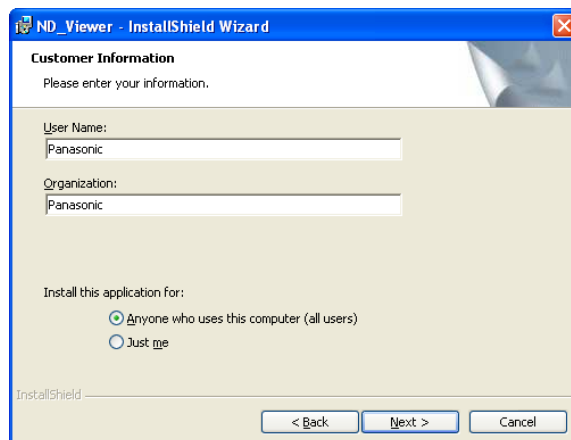 ND_Viewer - InstallShield Wizard
Customer Information
Please enter your information.
User Name:
Panasonic
Organization:
Panasonic
Install this application for:
Anyone who uses this computer (all users)
Just me
InstallShield
< Back Next > Cancel